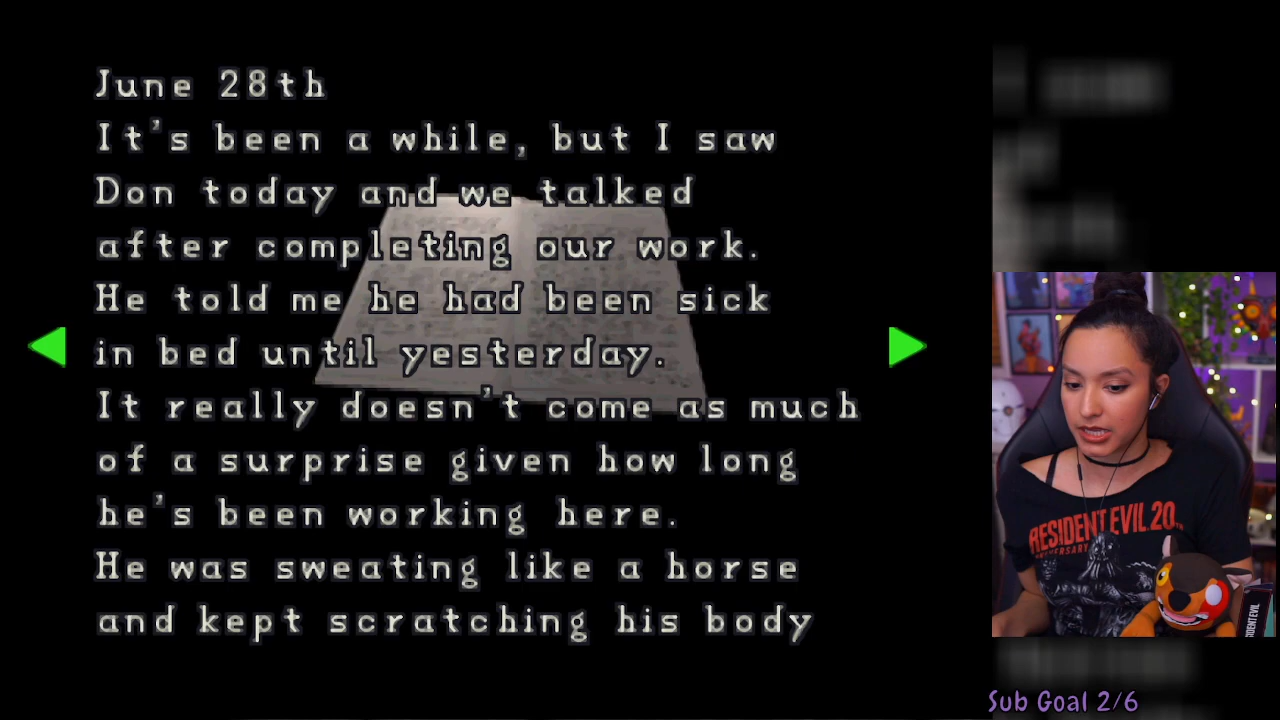 June 28th
It's been a while, but I saw
Don today and we talked
after completing our work.
He told me he had been sick
in bed until yesterday.
It really doesn't come as much
of a surprise given how long
he's been working here.
He was sweating like a horse
and kept scratching his body
RESIDENT EVIL 20
ANNIVERSARY
Sub Goal 2/6